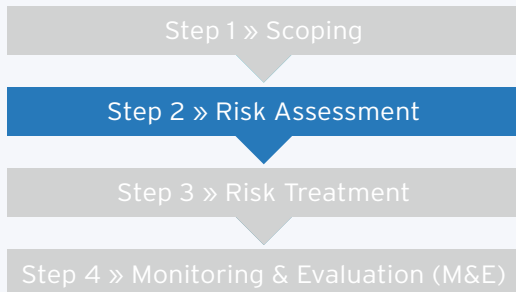 Step 1 » Scoping
Step 2 » Risk Assessment
Step 3 » Risk Treatment
Step 4 » Monitoring & Evaluation (M&E)